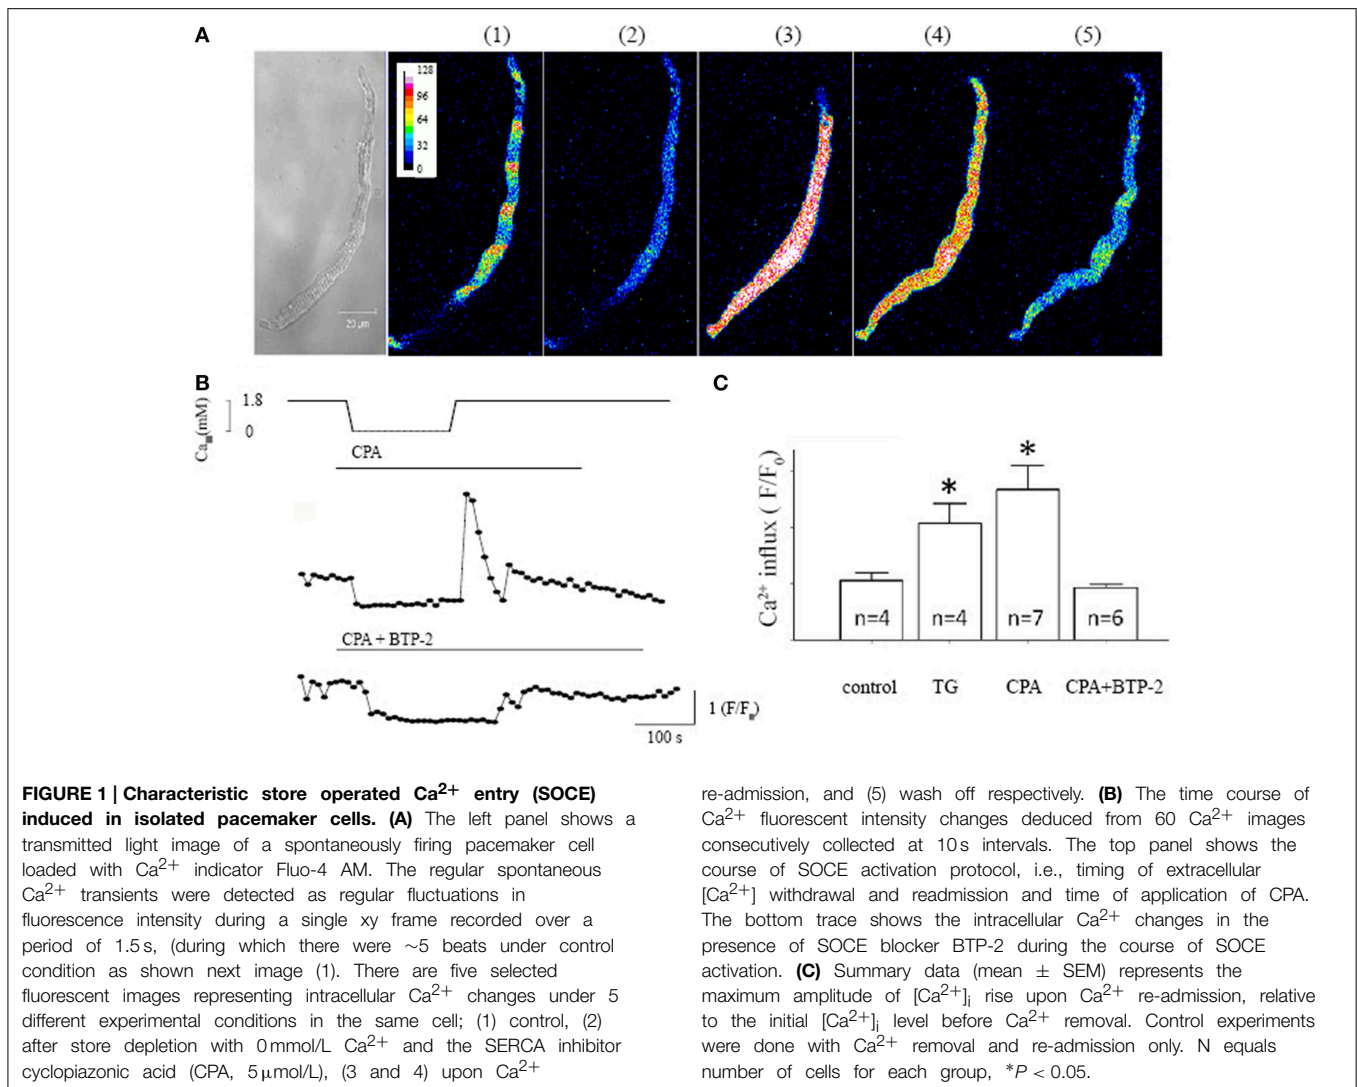 A
(1)
(2)
(3)
(4)
(5)
128
96
64
32
0
20 µm
B
1.8
0
Ca (mM)
CPA
CPA + BTP-2
1 (F/F
100 s
C
Ca2+ influx ( F/F0)
*
*
n=4
n=4
n=7
n=6
control
TG
CPA
CPA+BTP-2
FIGURE 1 | Characteristic store operated Ca2+ entry (SOCE)
induced in isolated pacemaker cells. (A) The left panel shows a
transmitted light image of a spontaneously firing pacemaker cell
loaded with Ca2+ indicator Fluo-4 AM. The regular spontaneous
Ca2+ transients were detected as regular fluctuations in
fluorescence intensity during a single xy frame recorded over a
period of 1.5 s, (during which there were ~5 beats under control
condition as shown next image (1). There are five selected
fluorescent images representing intracellular Ca2+ changes under 5
different experimental conditions in the same cell; (1) control, (2)
after store depletion with 0 mmol/L Ca2+ and the SERCA inhibitor
cyclopiazonic acid (CPA, 5 µmol/L), (3 and 4) upon Ca2+
re-admission, and (5) wash off respectively. (B) The time course of
Ca2+ fluorescent intensity changes deduced from 60 Ca2+ images
consecutively collected at 10 s intervals. The top panel shows the
course of SOCE activation protocol, i.e., timing of extracellular
[Ca2+] withdrawal and readmission and time of application of CPA.
The bottom trace shows the intracellular Ca2+ changes in the
presence of SOCE blocker BTP-2 during the course of SOCE
activation. (C) Summary data (mean ± SEM) represents the
maximum amplitude of [Ca2+]i rise upon Ca2+ re-admission, relative
to the initial [Ca2+]i level before Ca2+ removal. Control experiments
were done with Ca2+ removal and re-admission only. N equals
number of cells for each group, *P < 0.05.